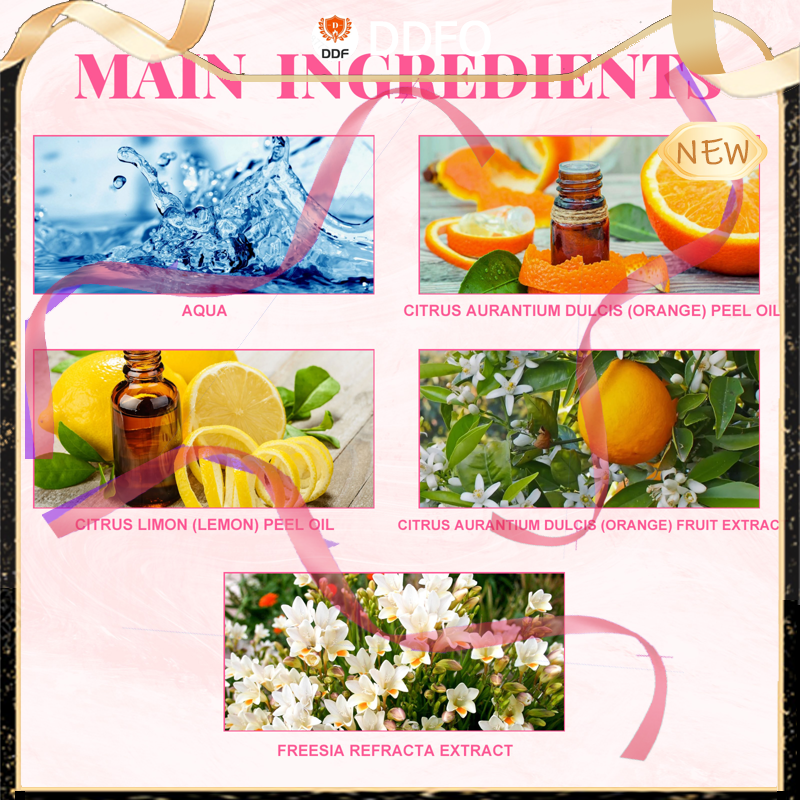 DDFO
DDF
MAIN INGREDIENTS
NEW
AQUA
CITRUS AURANTIUM DULCIS (ORANGE) PEEL OIL
CITRUS LIMON (LEMON) PEEL OIL
CITRUS AURANTIUM DULCIS (ORANGE) FRUIT EXTRAC
FREESIA REFRACTA EXTRACT